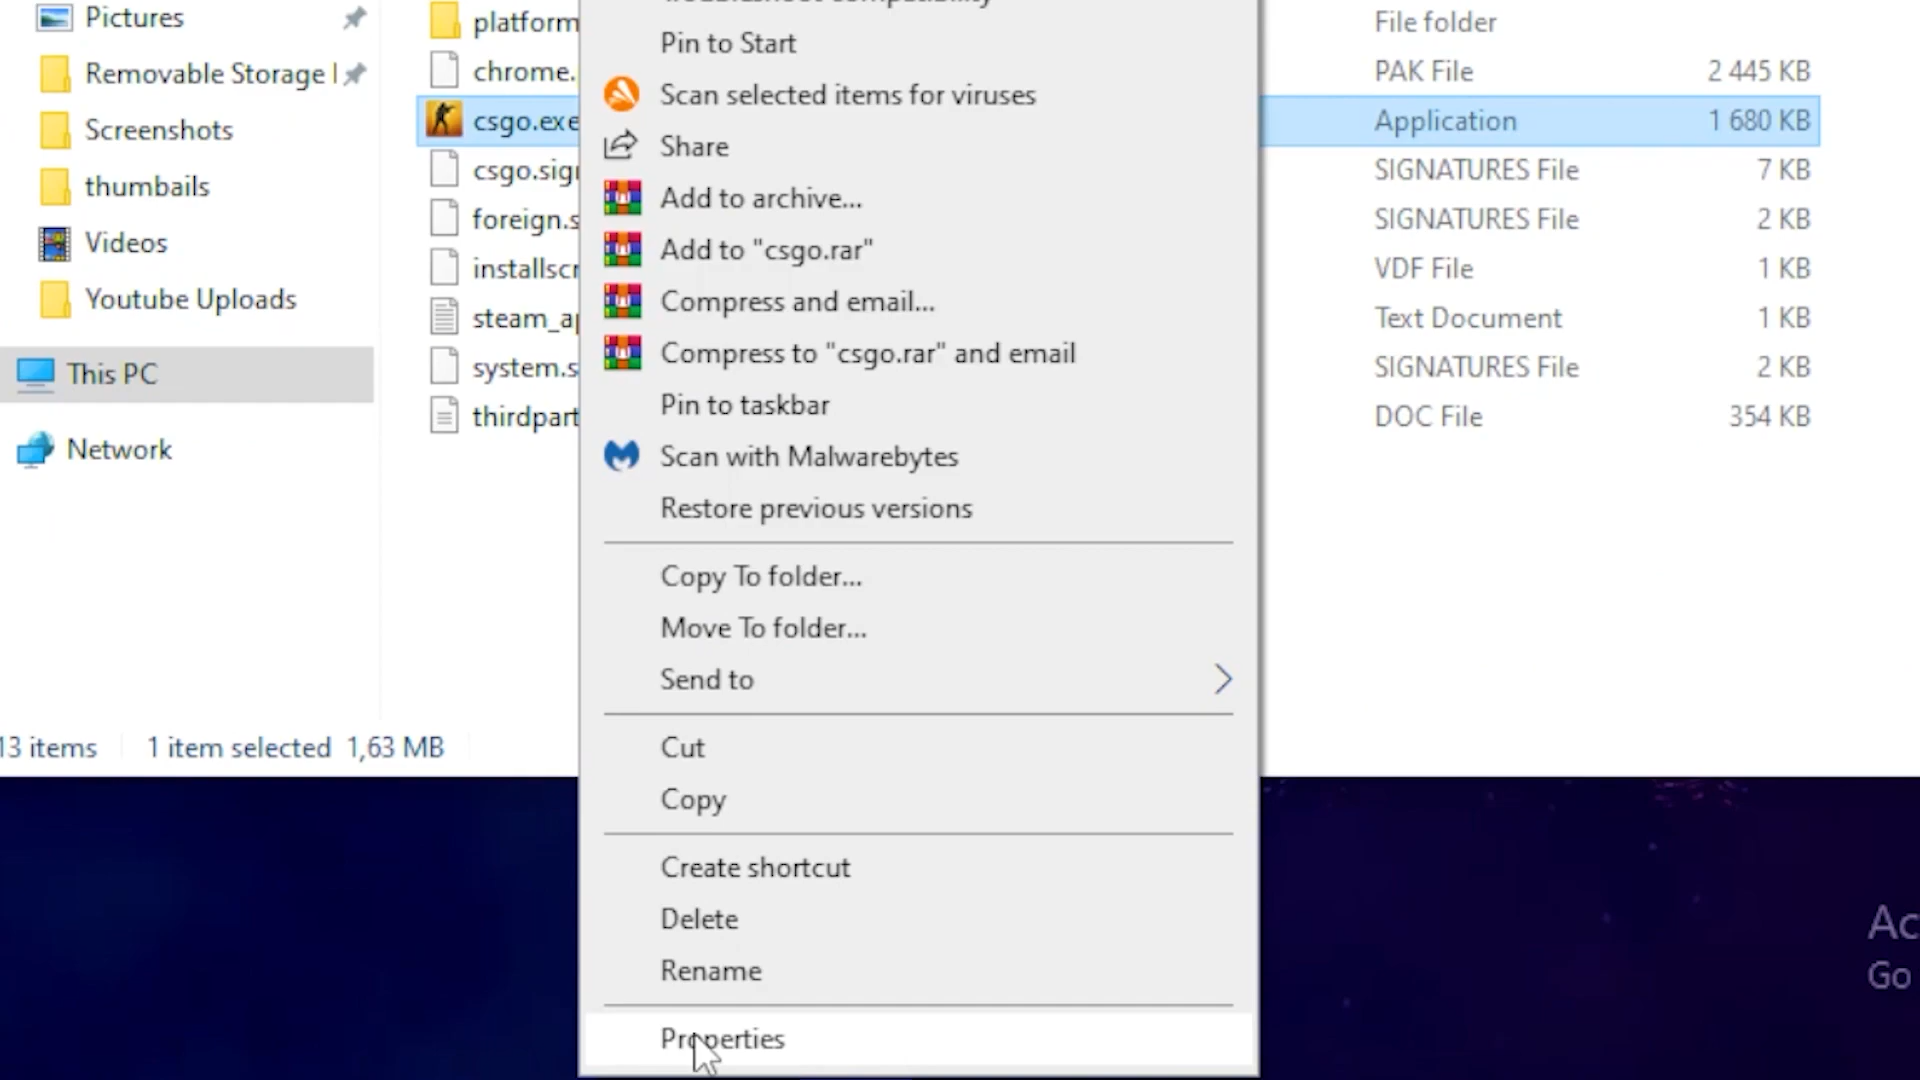 Pictures
Removable Storage
Screenshots
thumbails
Videos
Youtube Uploads
This PC
Network
13 items
1 item selected 1,63 MB
platform
chrome.
csgo.exe
csgo.sig
foreign.s
installscr
steam_ap
system.s
thirdpart
Troubleshoot compatibility
Pin to Start
Scan selected items for viruses
Share
Add to archive...
Add to "csgo.rar"
Compress and email...
Compress to "csgo.rar" and email
Pin to taskbar
Scan with Malwarebytes
Restore previous versions
Copy To folder...
Move To folder...
Send to
Cut
Copy
Create shortcut
Delete
Rename
Properties
File folder
PAK File 2 445 KB
Application 1 680 KB
SIGNATURES File 7 KB
SIGNATURES File 2 KB
VDF File 1 KB
Text Document 1 KB
SIGNATURES File 2 KB
DOC File 354 KB
Ac
Go